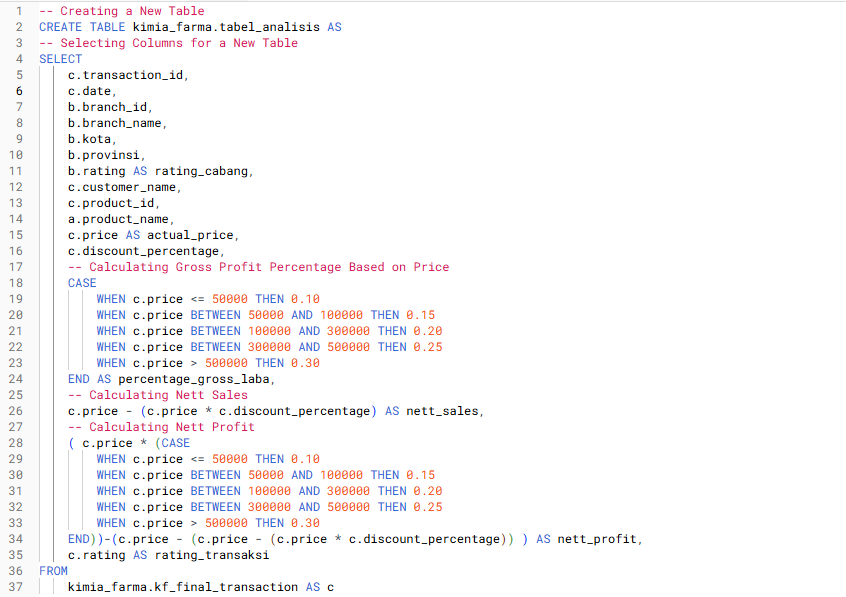 1 -- Creating a New Table
2 CREATE TABLE kimia_farma.tabel_analisis AS
3 -- Selecting Columns for a New Table
4 SELECT
5 c.transaction_id,
6 c.date,
7 b.branch_id,
8 b.branch_name,
9 b.kota,
10 b.provinsi,
11 b.rating AS rating_cabang,
12 c.customer_name,
13 c.product_id,
14 a.product_name,
15 c.price AS actual_price,
16 c.discount_percentage,
17 -- Calculating Gross Profit Percentage Based on Price
18 CASE
19 WHEN c.price <= 50000 THEN 0.10
20 WHEN c.price BETWEEN 50000 AND 100000 THEN 0.15
21 WHEN c.price BETWEEN 100000 AND 300000 THEN 0.20
22 WHEN c.price BETWEEN 300000 AND 500000 THEN 0.25
23 WHEN c.price > 500000 THEN 0.30
24 END AS percentage_gross_laba,
25 -- Calculating Nett Sales
26 c.price - (c.price * c.discount_percentage) AS nett_sales,
27 -- Calculating Nett Profit
28 ( c.price * (CASE
29 WHEN c.price <= 50000 THEN 0.10
30 WHEN c.price BETWEEN 50000 AND 100000 THEN 0.15
31 WHEN c.price BETWEEN 100000 AND 300000 THEN 0.20
32 WHEN c.price BETWEEN 300000 AND 500000 THEN 0.25
33 WHEN c.price > 500000 THEN 0.30
34 END))-(c.price - (c.price - (c.price * c.discount_percentage)) ) AS nett_profit,
35 c.rating AS rating_transaksi
36 FROM
37 kimia_farma.kf_final_transaction AS c